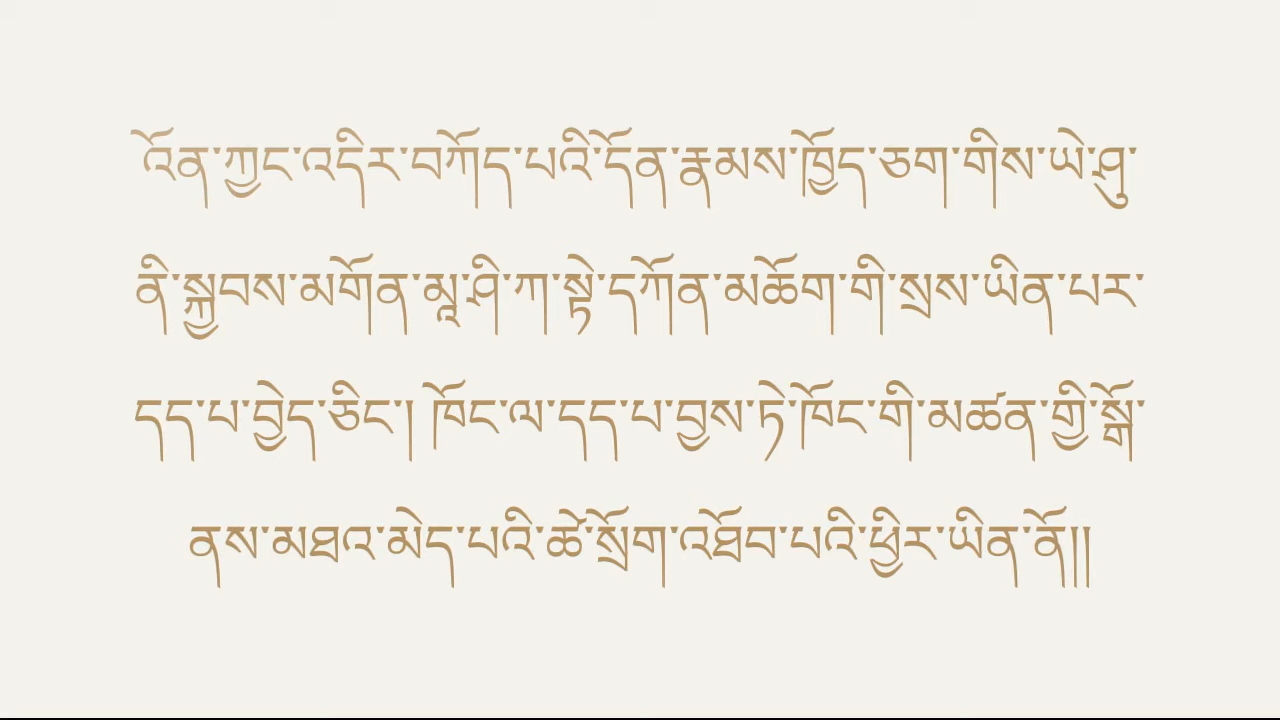 འོན་ཀྱང་འདིར་བཀོད་པའི་དོན་རྣམས་ཁྱོད་ཅག་གིས་ཡེ་ཤུ་
ནི་སྐྱབས་མགོན་མཱ་ཤི་ཀ་སྟེ་དཀོན་མཆོག་གི་སྲས་ཡིན་པར་
དད་པ་བྱེད་ཅིང་། ཁོང་ལ་དད་པ་བྱས་ཏེ་ཁོང་གི་མཚན་གྱི་སྒོ་
ནས་མཐའ་མེད་པའི་ཚེ་སྲོག་འཐོབ་པའི་ཕྱིར་ཡིན་ནོ།།